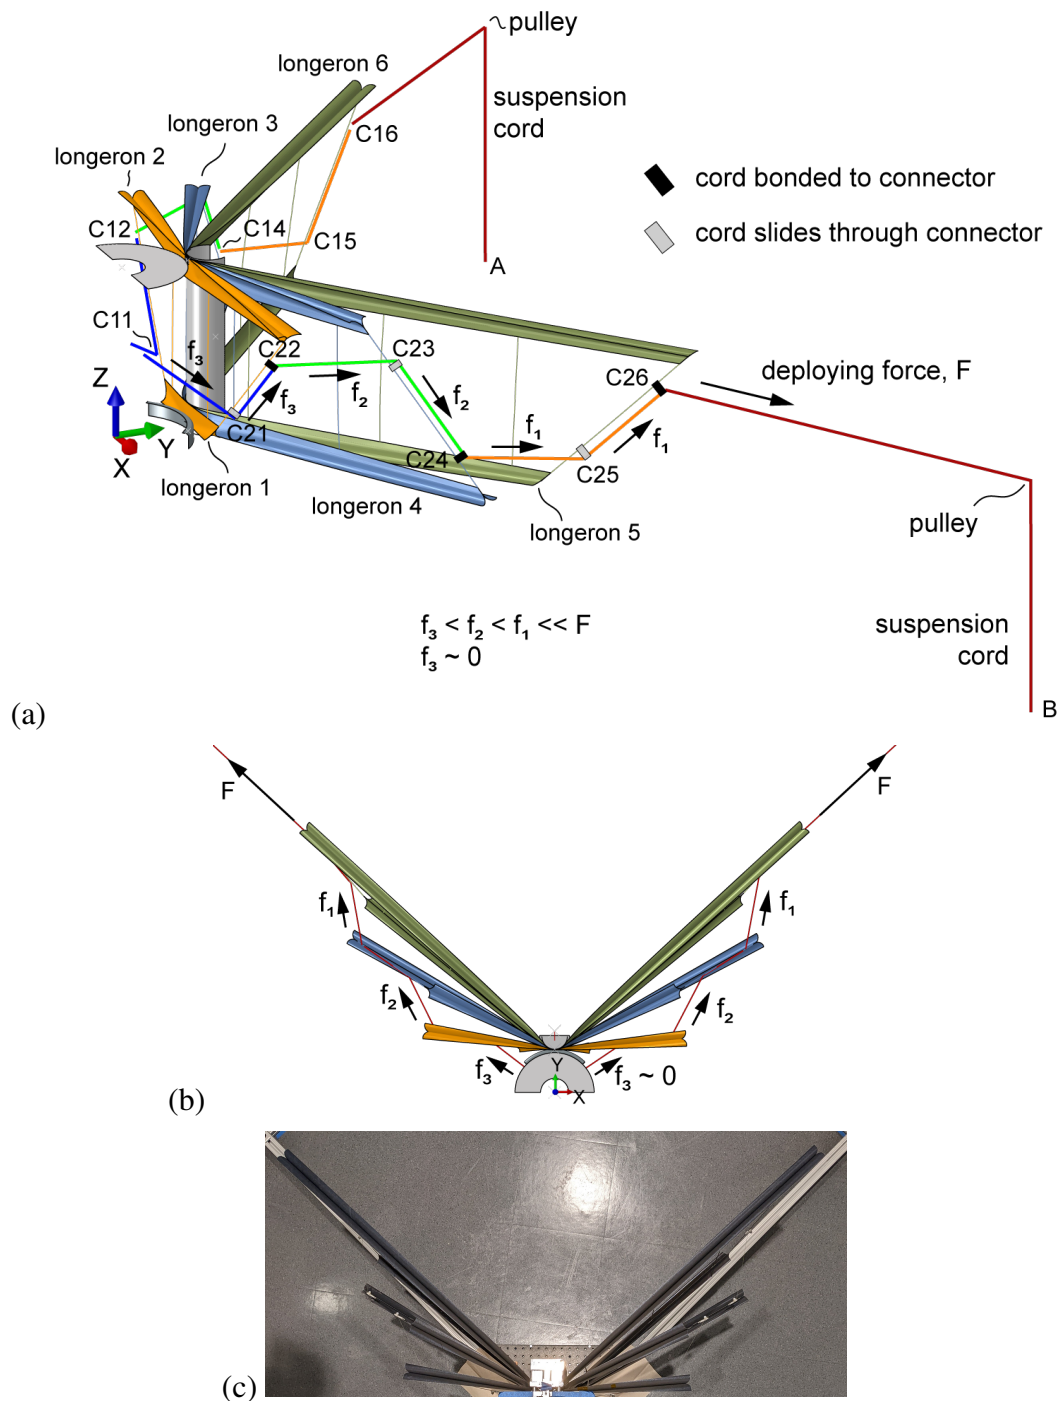 pulley
longeron 6
suspension
cord
longeron 3
C16
longeron 2
cord bonded to connector
C12
C14
cord slides through connector
C15
A
C11
f₃
C22
C23
C26
deploying force, F
Z
f₃
f₂
f₂
f₁
f₁
Y
C21
C24
C25
X
longeron 1
longeron 4
longeron 5
pulley
f₃ < f₂ < f₁ << F
f₃ ~ 0
suspension
cord
(a)
B
F
F
f₁
f₁
f₂
f₂
Y
f₃
f₃ ~ 0
Y
X
(b)
(c)